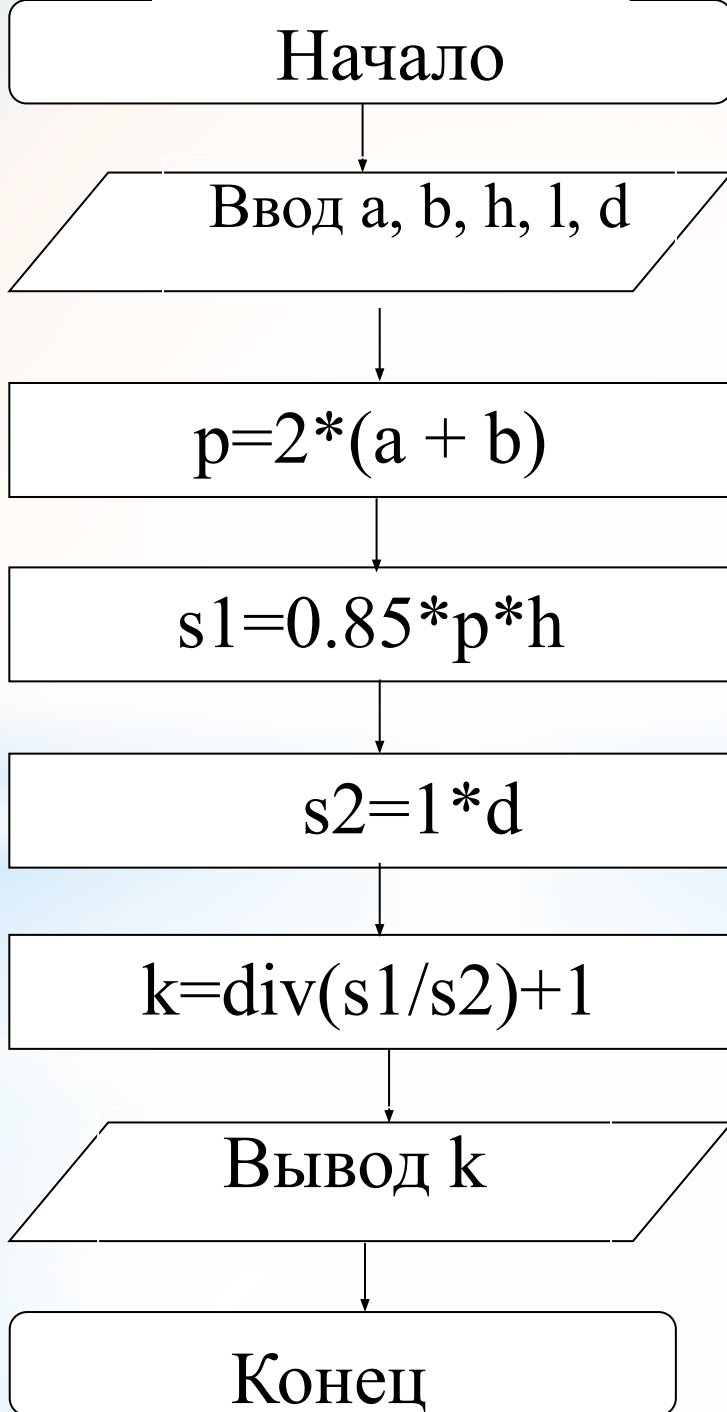 Начало
Ввод a, b, h, l, d
p=2*(a + b)
s1=0.85*p*h
s2=1*d
k=div(s1/s2)+1
Вывод k
Конец